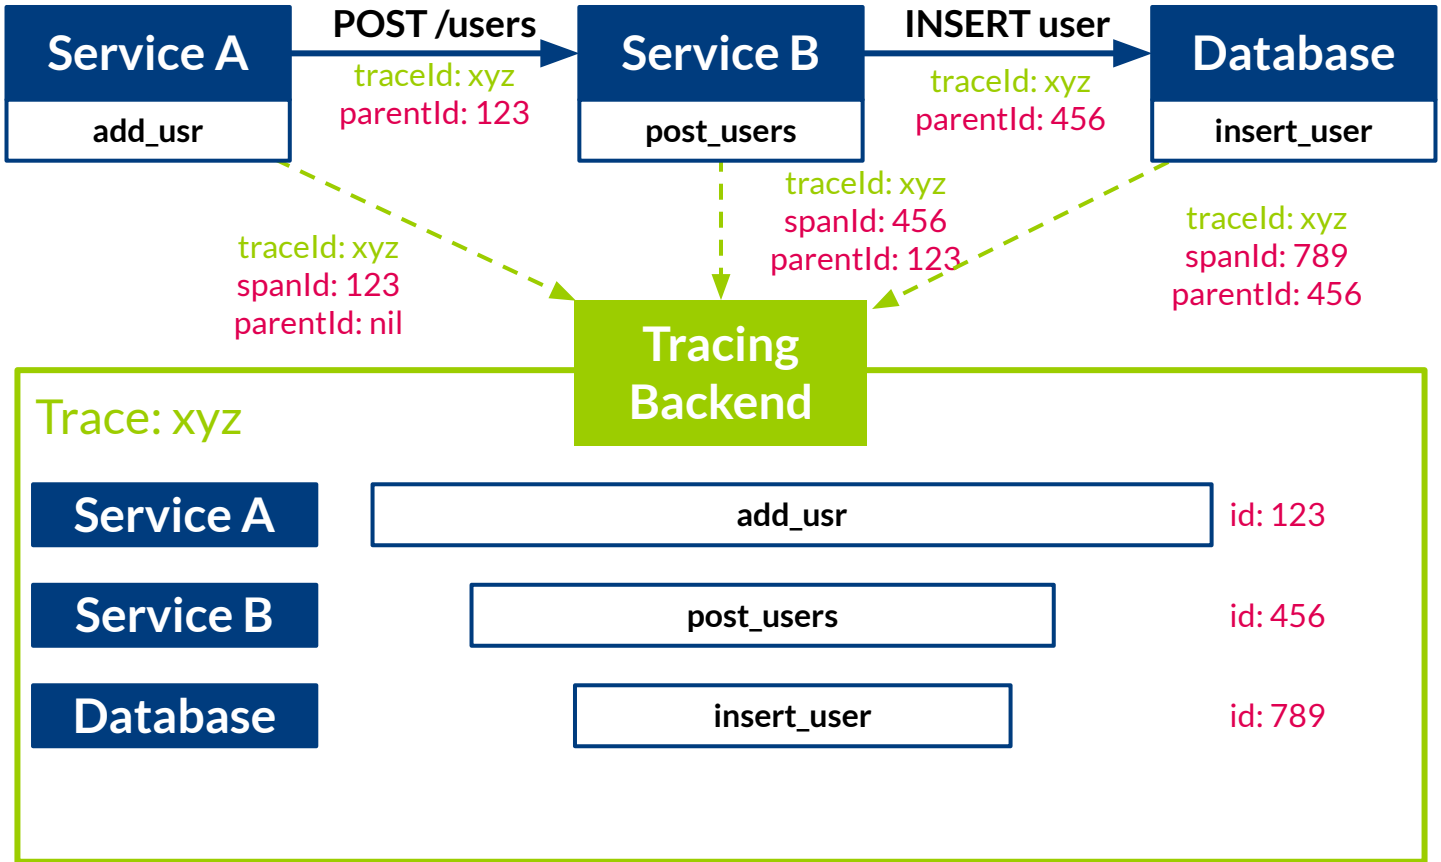 Service A
POST /users
Service B
INSERT user
Database
traceId: xyz
parentId: 123
traceId: xyz
parentId: 456
add_usr
post_users
insert_user
traceId: xyz
spanId: 123
parentId: nil
traceId: xyz
spanId: 456
parentId: 123
traceId: xyz
spanId: 789
parentId: 456
Tracing
Backend
Trace: xyz
Service A
add_usr
id: 123
Service B
post_users
id: 456
Database
insert_user
id: 789